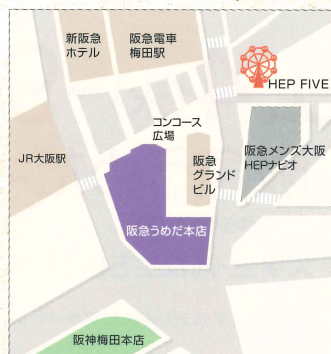 新阪急
ホテル
阪急電車
梅田駅
HEP FIVE
コンコース
広場
JR大阪駅
阪急
グランド
ビル
阪急メンズ大阪
HEPナビオ
阪急うめだ本店
阪神梅田本店